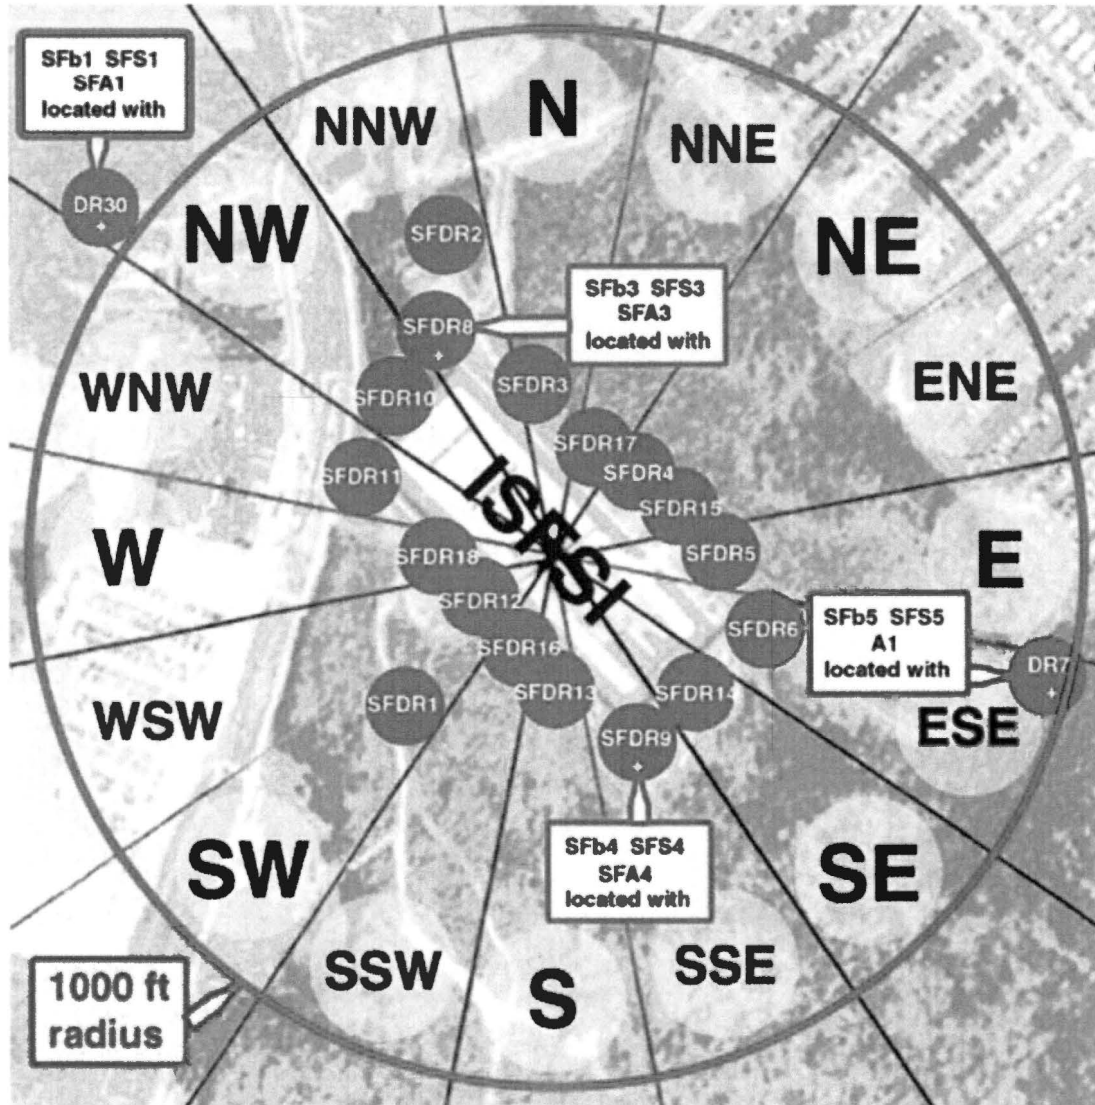 SFb1 SFS1
SFA1
located with
DR30
NNW
N
NNE
NW
NE
SFDR2
SFb3 SFS3
SFA3
located with
SFDR8
WNW
SFDR10
SFDR3
ENE
SFDR17
SFDR4
SFDR11
SFDR15
ISFSI
ISFSI
W
SFDR18
SFDR5
E
SFDR12
SFDR6
SFb5 SFS5
A1
located with
DR7
SFDR16
SFDR1
SFDR13
SFDR14
WSW
SFDR9
ESE
SFb4 SFS4
SFA4
located with
SW
SE
SSW
S
SSE
1000 ft
radius